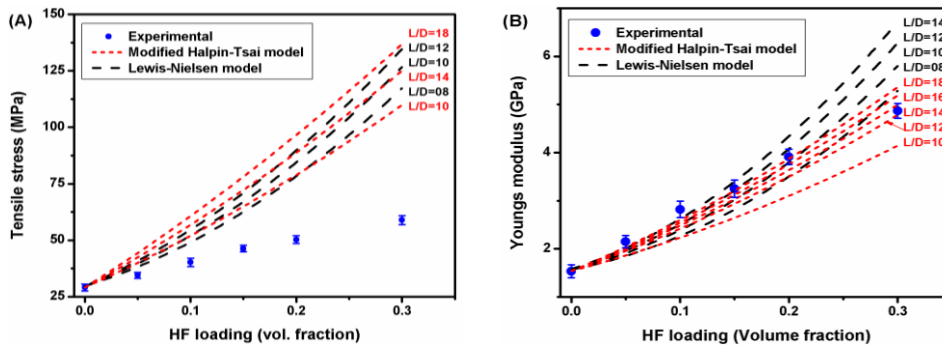 (A)
150
125
100
75
50
25
Tensile stress (MPa)
Experimental
Modified Halpin-Tsai model
Lewis-Nielsen model
L/D=18
L/D=12
L/D=10
L/D=14
L/D=08
L/D=10
0.0 0.1 0.2 0.3
HF loading (vol. fraction)
(B)
6
4
2
Youngs modulus (GPa)
Experimental
Modified Halpin-Tsai model
Lewis-Nielsen model
L/D=14
L/D=12
L/D=10
L/D=08
L/D=18
L/D=16
L/D=14
L/D=12
L/D=10
0.0 0.1 0.2 0.3
HF loading (Volume fraction)